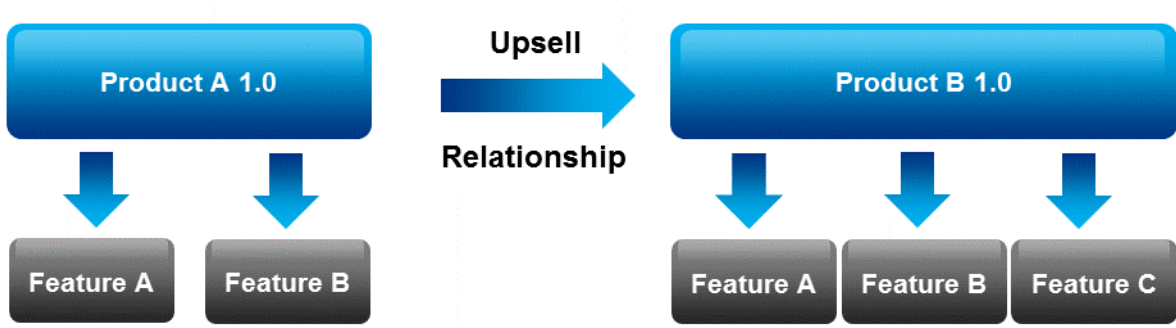 Product A 1.0
Upsell
Relationship
Product B 1.0
Feature A
Feature B
Feature A
Feature B
Feature C